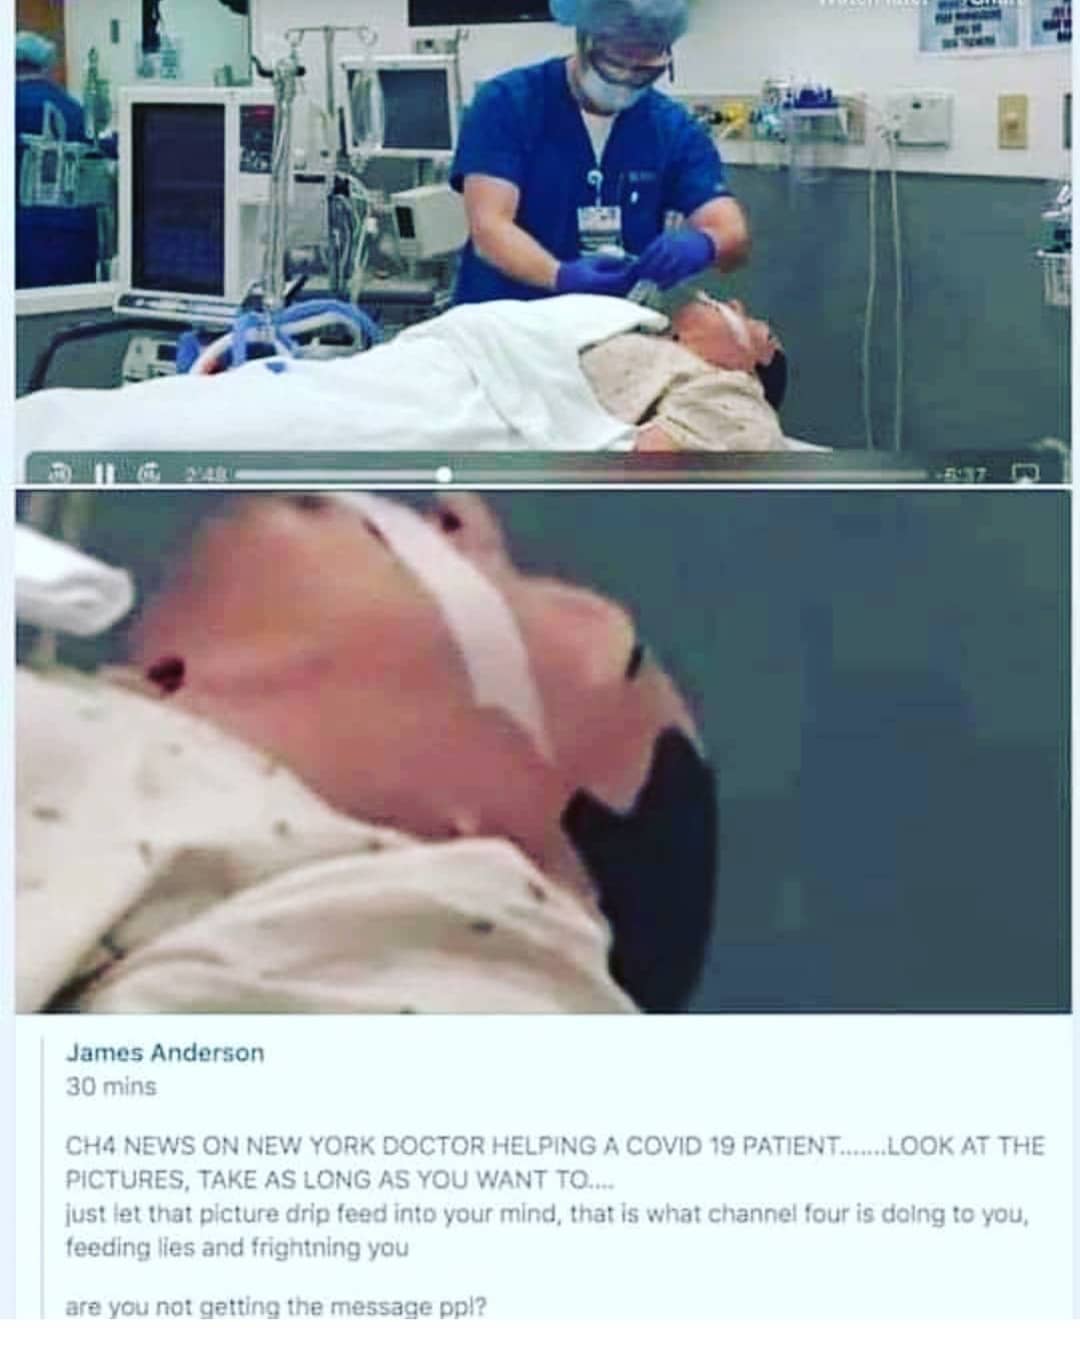 2:48
-5:37
James Anderson
30 mins
CH4 NEWS ON NEW YORK DOCTOR HELPING A COVID 19 PATIENT.......LOOK AT THE
PICTURES, TAKE AS LONG AS YOU WANT TO....
just let that picture drip feed into your mind, that is what channel four is doing to you,
feeding lies and frightning you
are you not getting the message ppl?